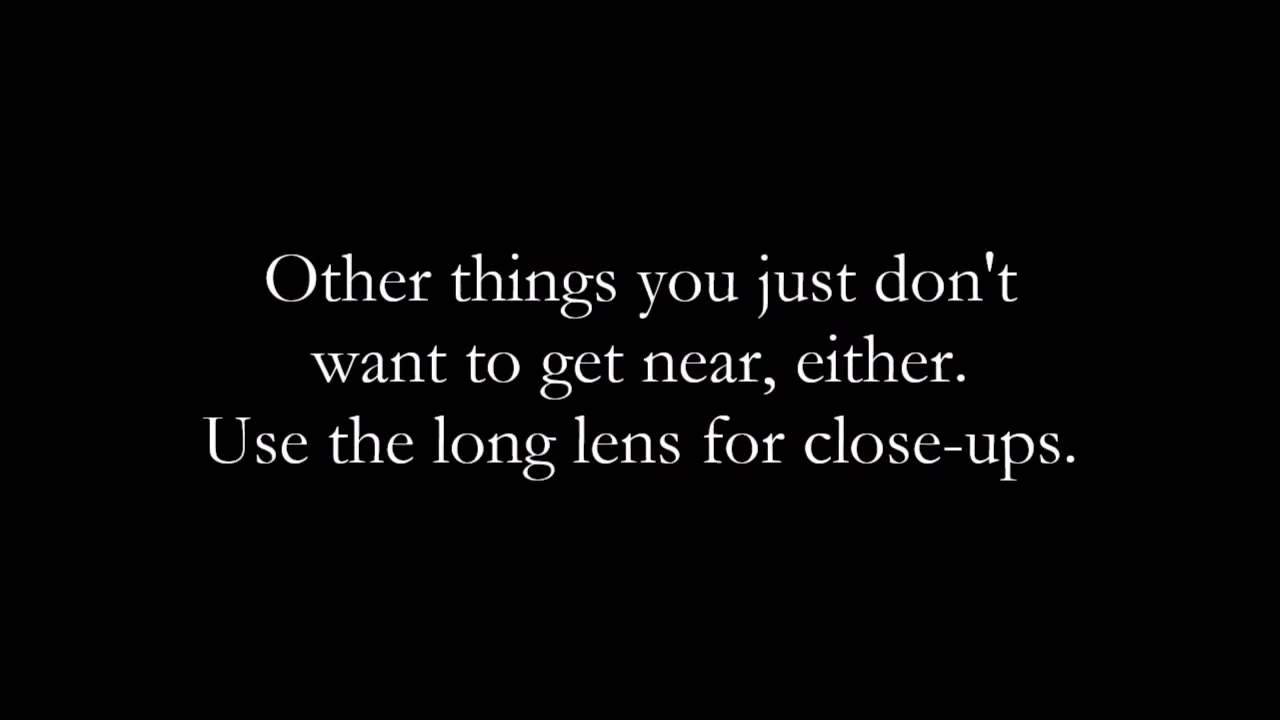 Other things you just don't
want to get near, either.
Use the long lens for close-ups.